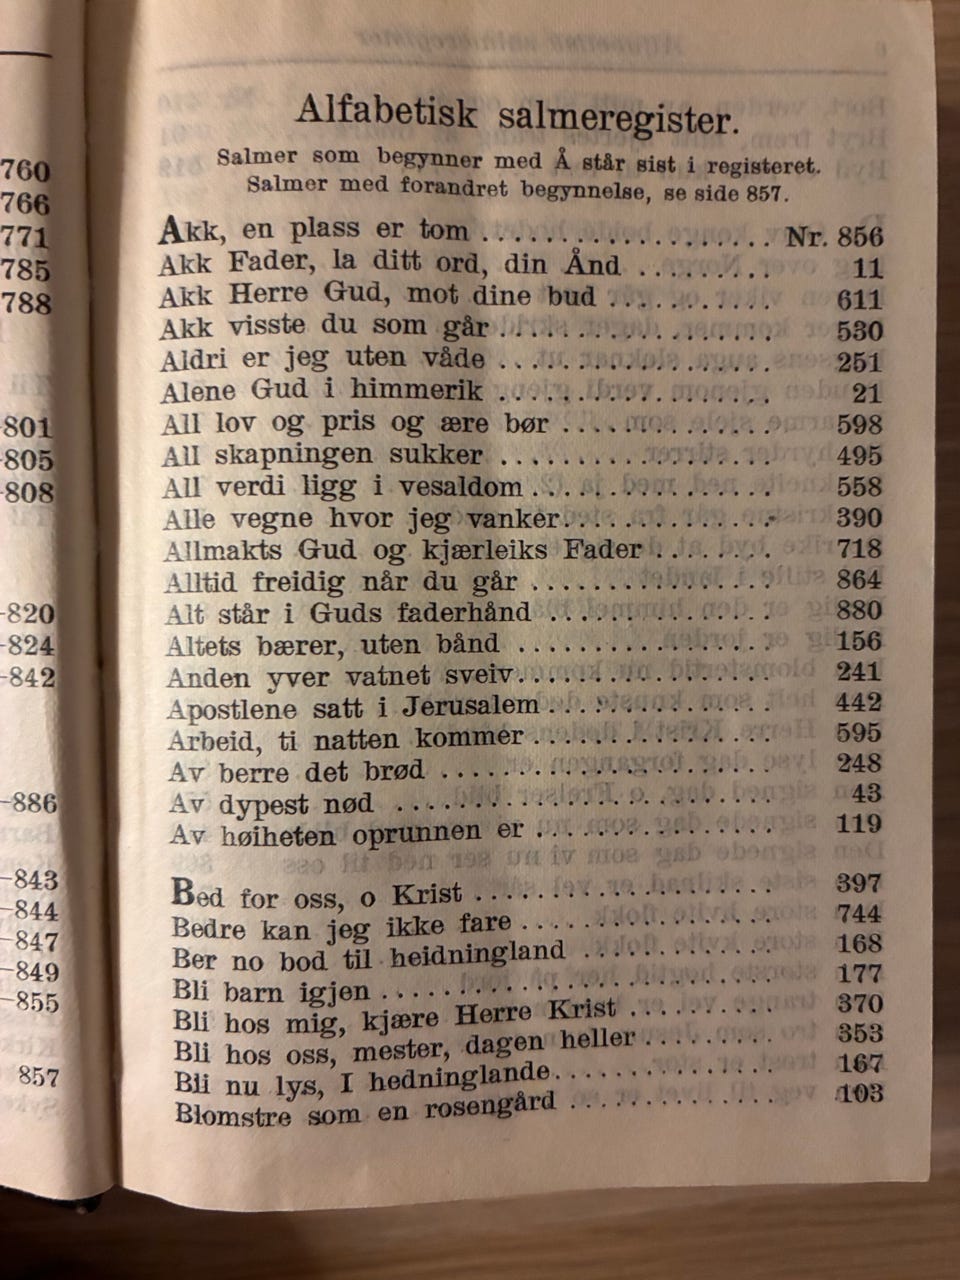 760
766
771
785
788
801
-805
-808
-820
-824
-842
-886
-843
-844
-847
-849
-855
857
Alfabetisk salmeregister.
Salmer som begynner med Å står sist i registeret.
Salmer med forandret begynnelse, se side 857.
Akk, en plass er tom .................... Nr. 856
Akk Fader, la ditt ord, din Ånd ......... 11
Akk Herre Gud, mot dine bud ........... 611
Akk visste du som går .................. 530
Aldri er jeg uten våde .................. 251
Alene Gud i himmerik .................. 21
All lov og pris og ære bør .............. 598
All skapningen sukker .................. 495
All verdi ligg i vesaldom ............... 558
Alle vegne hvor jeg vanker.............. 390
Allmakts Gud og kjærleiks Fader ........ 718
Alltid freidig når du går ................ 864
Alt står i Guds faderhånd ............... 880
Altets bærer, uten bånd ................. 156
Anden yver vatnet sveiv................. 241
Apostlene satt i Jerusalem............... 442
Arbeid, ti natten kommer ................ 595
Av berre det brød ...................... 248
Av dypest nød ......................... 43
Av høiheten oprunnen er ................ 119
Bed for oss, o Krist .................... 397
Bedre kan jeg ikke fare ................. 744
Ber no bod til heidningland ............. 168
Bli barn igjen .......................... 177
Bli hos mig, kjære Herre Krist .......... 370
Bli hos oss, mester, dagen heller ......... 353
Bli nu lys, I hedninglande............... 167
Blomstre som en rosengård .............. 103